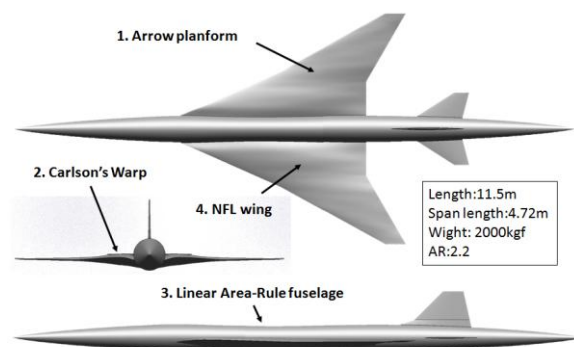 1. Arrow planform
2. Carlson's Warp
4. NFL wing
Length:11.5m
Span length:4.72m
Wight: 2000kgf
AR:2.2
3. Linear Area-Rule fuselage